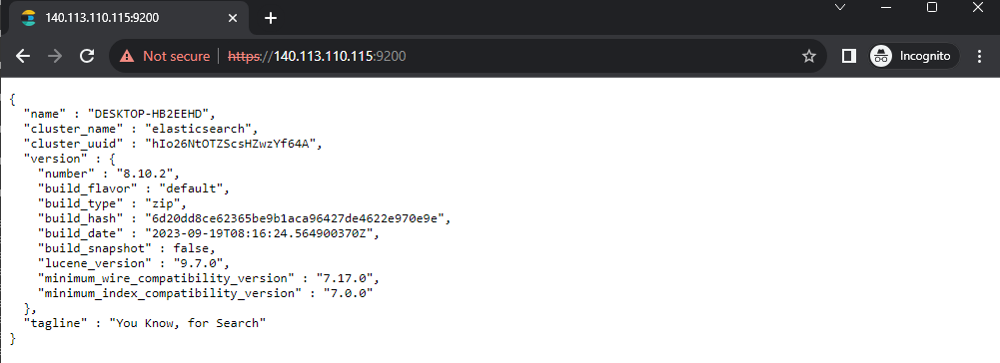 140.113.110.115:9200
Not secure https://140.113.110.115:9200 Incognito
{
"name" : "DESKTOP-HB2EEHD",
"cluster_name" : "elasticsearch",
"cluster_uuid" : "hIo26NtOTZScsHZwzYf64A",
"version" : {
"number" : "8.10.2",
"build_flavor" : "default",
"build_type" : "zip",
"build_hash" : "6d20dd8ce62365be9b1aca96427de4622e970e9e",
"build_date" : "2023-09-19T08:16:24.564900370Z",
"build_snapshot" : false,
"lucene_version" : "9.7.0",
"minimum_wire_compatibility_version" : "7.17.0",
"minimum_index_compatibility_version" : "7.0.0"
},
"tagline" : "You Know, for Search"
}